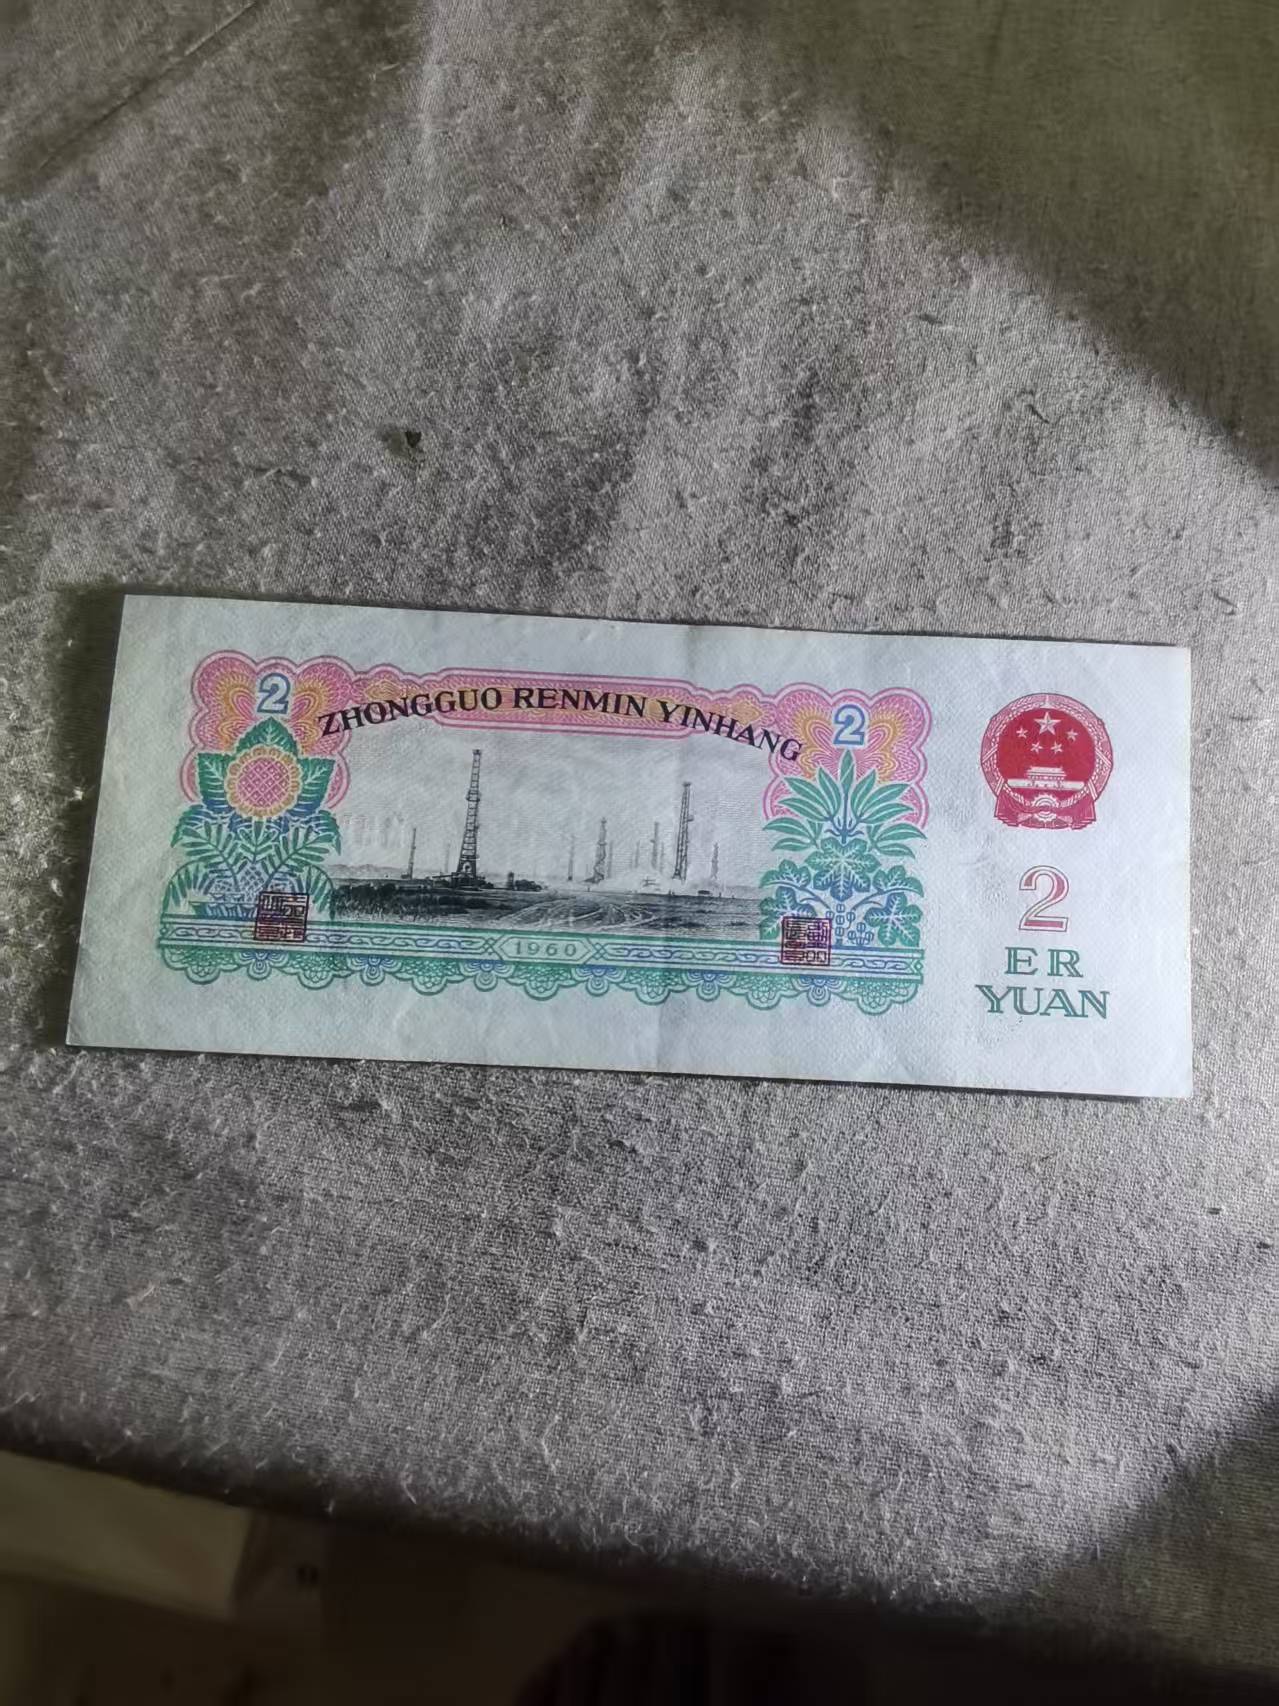 2
ZHONGGUO RENMIN YINHANG
2
1960
2
ER
YUAN